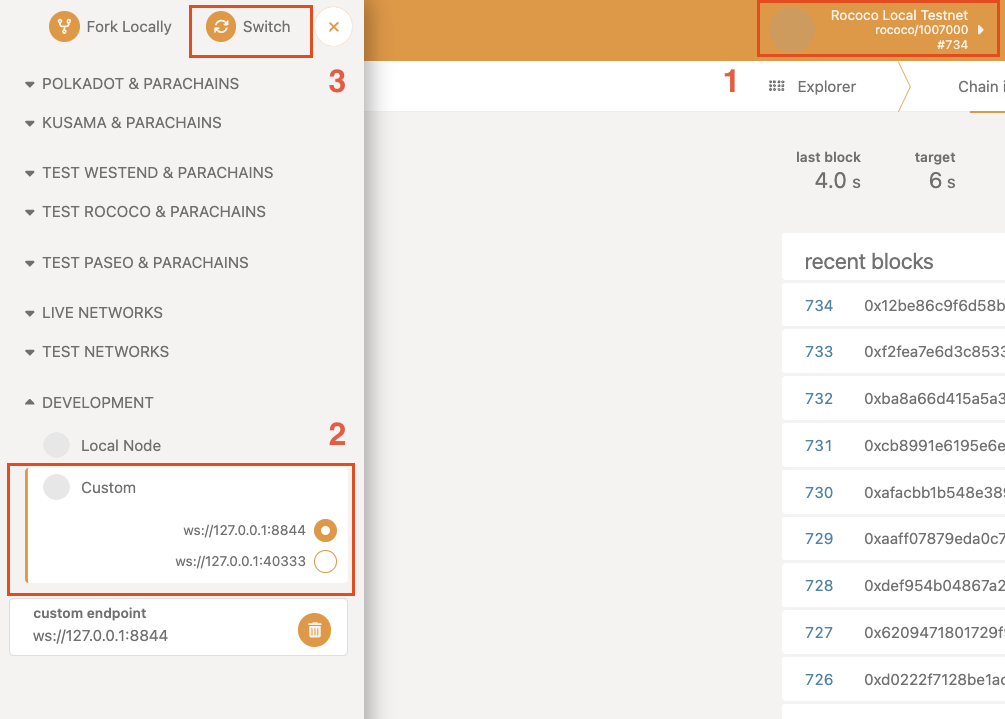 Fork Locally
Switch
3
POLKADOT & PARACHAINS
KUSAMA & PARACHAINS
TEST WESTEND & PARACHAINS
TEST ROCOCO & PARACHAINS
TEST PASEO & PARACHAINS
LIVE NETWORKS
TEST NETWORKS
DEVELOPMENT
Local Node
2
Custom
ws://127.0.0.1:8844
ws://127.0.0.1:40333
custom endpoint
ws://127.0.0.1:8844
Rococo Local Testnet
rococo/1007000
#734
1
Explorer
Chain i
last block
4.0 s
target
6 s
recent blocks
734 0x12be86c9f6d58b
733 0xf2fea7e6d3c8533
732 0xba8a66d415a5a3
731 0xcb8991e6195e6e
730 0xafacbb1b548e389
729 0xaaff07879eda0c7
728 0xdef954b04867a2
727 0x6209471801729f
726 0xd0222f7128be1ac